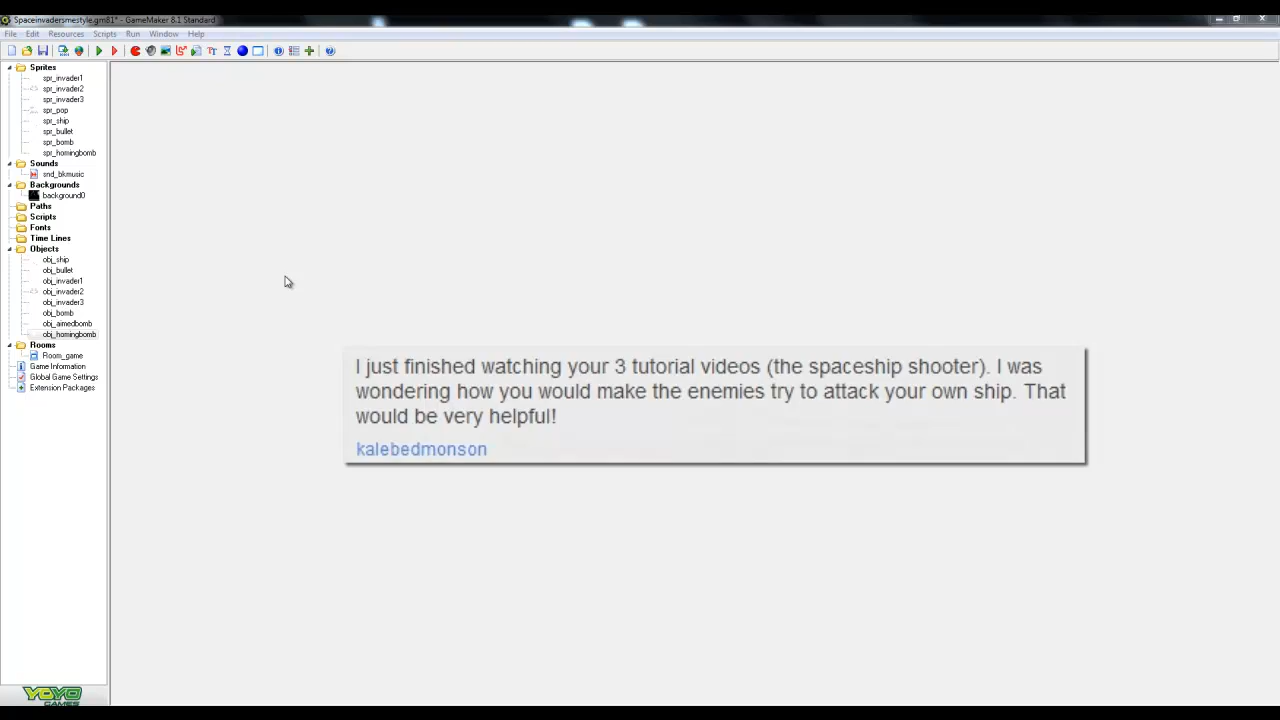 Spaceinvadersmestyle.gm81* - GameMaker 8.1 Standard
File Edit Resources Scripts Run Window Help
Sprites
spr_invader1
spr_invader2
spr_invader3
spr_pop
spr_ship
spr_bullet
spr_bomb
spr_homingbomb
Sounds
snd_bkmusic
Backgrounds
background0
Paths
Scripts
Fonts
Time Lines
Objects
obj_ship
obj_bullet
obj_invader1
obj_invader2
obj_invader3
obj_bomb
obj_aimedbomb
obj_homingbomb
Rooms
Room_game
Game Information
Global Game Settings
Extension Packages
I just finished watching your 3 tutorial videos (the spaceship shooter). I was
wondering how you would make the enemies try to attack your own ship. That
would be very helpful!
kalebedmonson
YOYO
GAMES